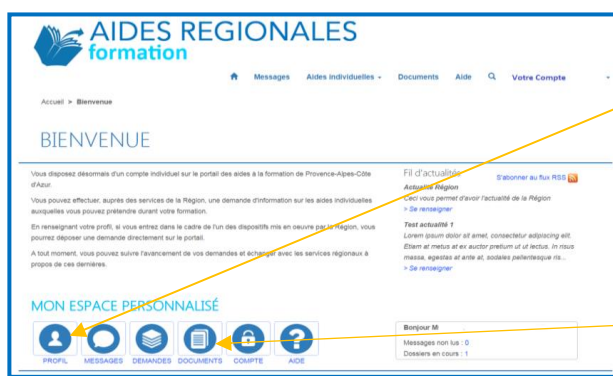 AIDES REGIONALES
formation
Messages Aides individuelles Documents Aide Votre Compte
Accueil > Bienvenue
BIENVENUE
Vous disposez désormais d'un compte individuel sur le portail des aides à la formation de Provence-Alpes-Côte
d'Azur.
Vous pouvez effectuer, auprès des services de la Région, une demande d'information sur les aides individuelles
auxquelles vous pouvez prétendre durant votre formation.
En renseignant votre profil, si vous entrez dans le cadre de l'un des dispositifs mis en oeuvre par la Région, vous
pourrez déposer une demande directement sur le portail.
A tout moment, vous pouvez suivre l'avancement de vos demandes et échanger avec les services régionaux à
propos de ces dernières.
Fil d'actualités
S'abonner au flux RSS
Actualité Région
Ceci vous permet d'avoir l'actualité de la Région
> Se renseigner
Test actualité 1
Lorem ipsum dolor sit amet, consectetur adipiscing elit.
Etiam at metus at ex auctor pretium ut ut lectus. In risus
massa, egestas at ante at, sodales pellentesque ris...
> Se renseigner
MON ESPACE PERSONNALISÉ
PROFIL MESSAGES DEMANDES DOCUMENTS COMPTE AIDE
Bonjour M
Messages non lus : 0
Dossiers en cours : 1